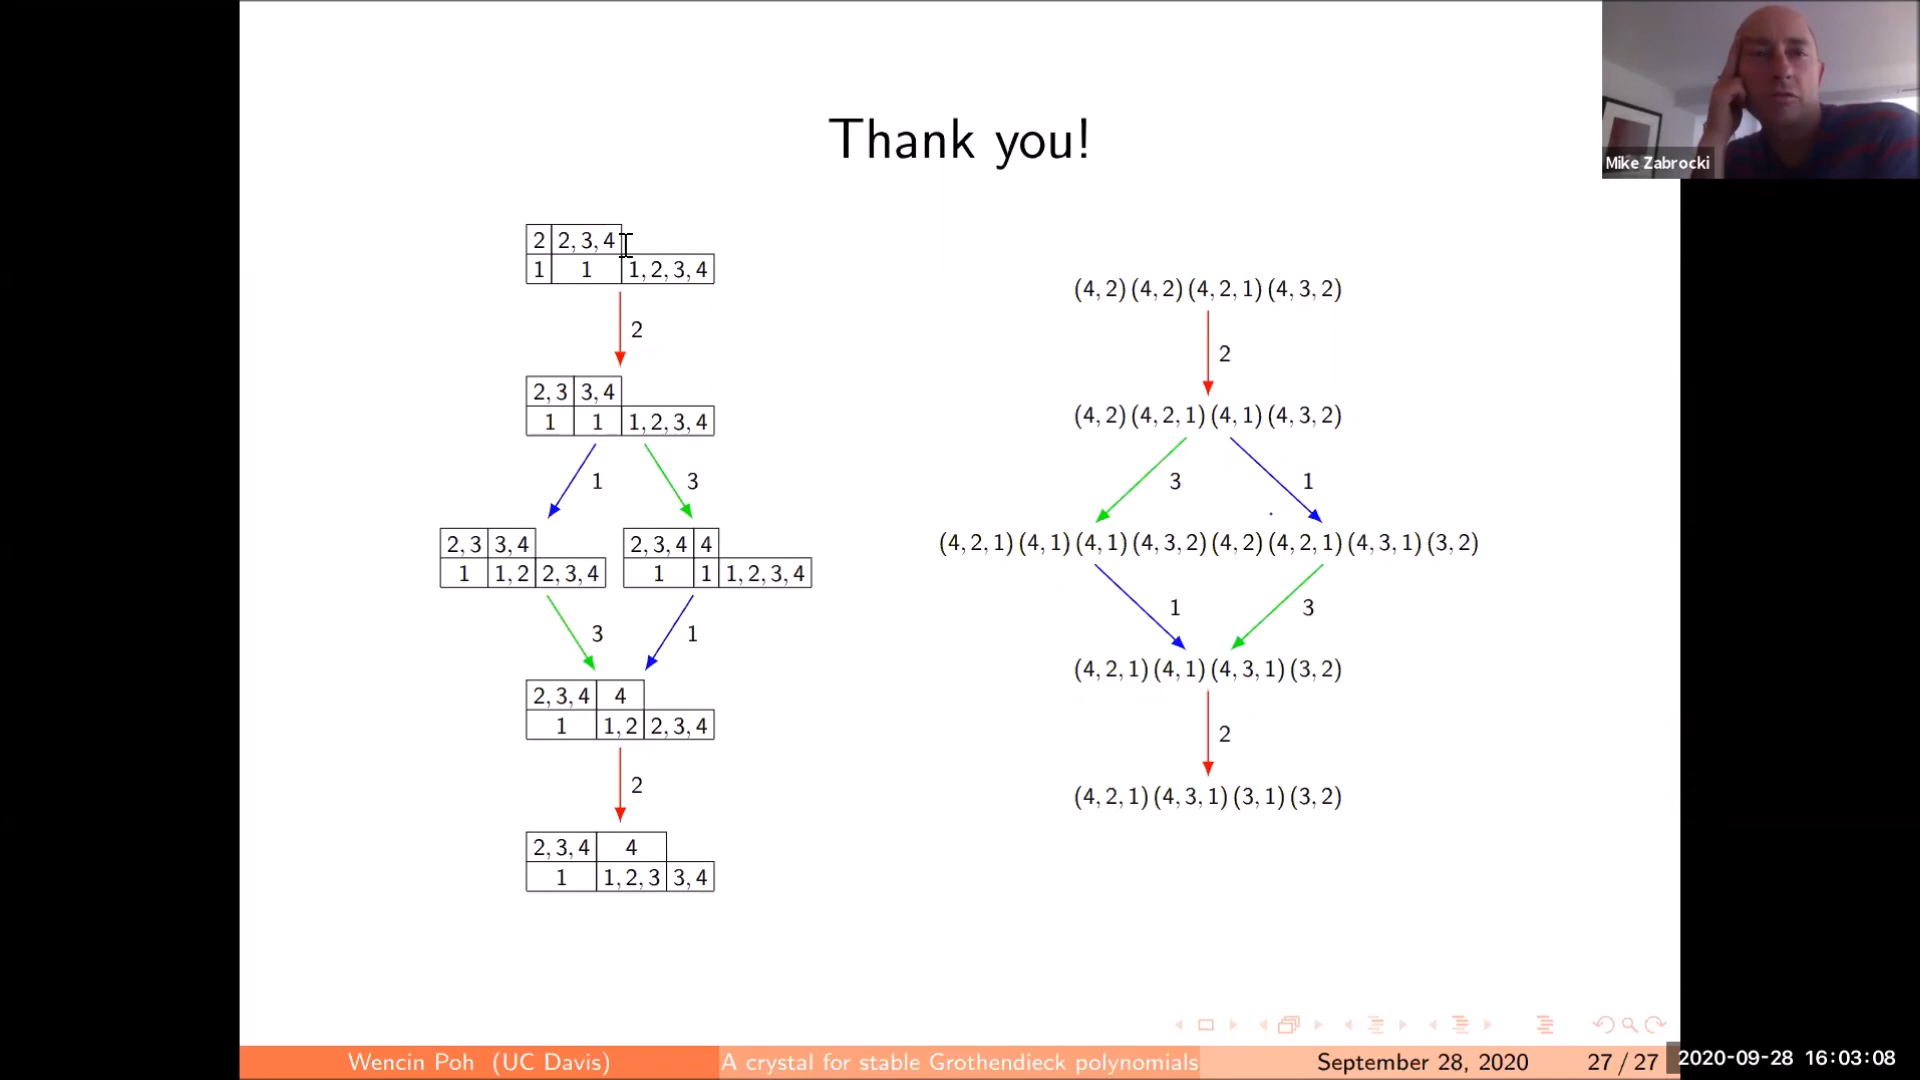 Thank you!
Mike Zabrocki
2 2, 3, 4
1 1 1, 2, 3, 4
2
2, 3 3, 4
1 1 1, 2, 3, 4
1 3
2, 3 3, 4
1 1, 2 2, 3, 4
2, 3, 4 4
1 1 1, 2, 3, 4
3 1
2, 3, 4 4
1 1, 2 2, 3, 4
2
2, 3, 4 4
1 1, 2, 3 3, 4
(4, 2) (4, 2) (4, 2, 1) (4, 3, 2)
2
(4, 2) (4, 2, 1) (4, 1) (4, 3, 2)
3 1
(4, 2, 1) (4, 1) (4, 1) (4, 3, 2) (4, 2) (4, 2, 1) (4, 3, 1) (3, 2)
1 3
(4, 2, 1) (4, 1) (4, 3, 1) (3, 2)
2
(4, 2, 1) (4, 3, 1) (3, 1) (3, 2)
Wencin Poh (UC Davis) A crystal for stable Grothendieck polynomials September 28, 2020 27 / 27
2020-09-28 16:03:08